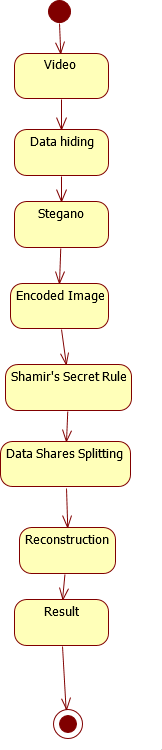 Video
Data hiding
Stegano
Encoded Image
Shamir's Secret Rule
Data Shares Splitting
Reconstruction
Result